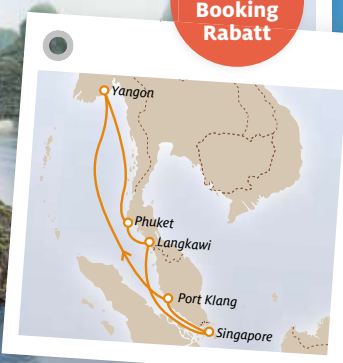 Booking
Rabatt
Yangon
Phuket
Langkawi
Port Klang
Singapore